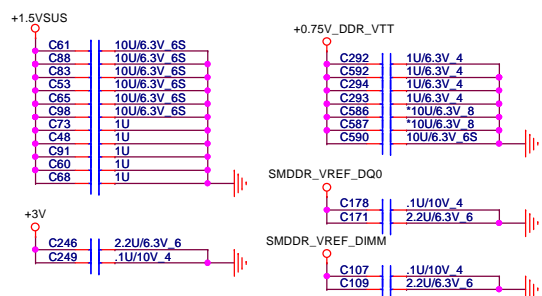 +1.5VSUS
C61 10U/6.3V_6S
C88 10U/6.3V_6S
C83 10U/6.3V_6S
C53 10U/6.3V_6S
C65 10U/6.3V_6S
C98 10U/6.3V_6S
C73 1U
C48 1U
C91 1U
C60 1U
C68 1U
+3V
C246 2.2U/6.3V_6
C249 .1U/10V_4
+0.75V_DDR_VTT
C292 1U/6.3V_4
C592 1U/6.3V_4
C294 1U/6.3V_4
C293 1U/6.3V_4
C586 *10U/6.3V_8
C587 *10U/6.3V_8
C590 10U/6.3V_6S
SMDDR_VREF_DQ0
C178 .1U/10V_4
C171 2.2U/6.3V_6
SMDDR_VREF_DIMM
C107 .1U/10V_4
C109 2.2U/6.3V_6